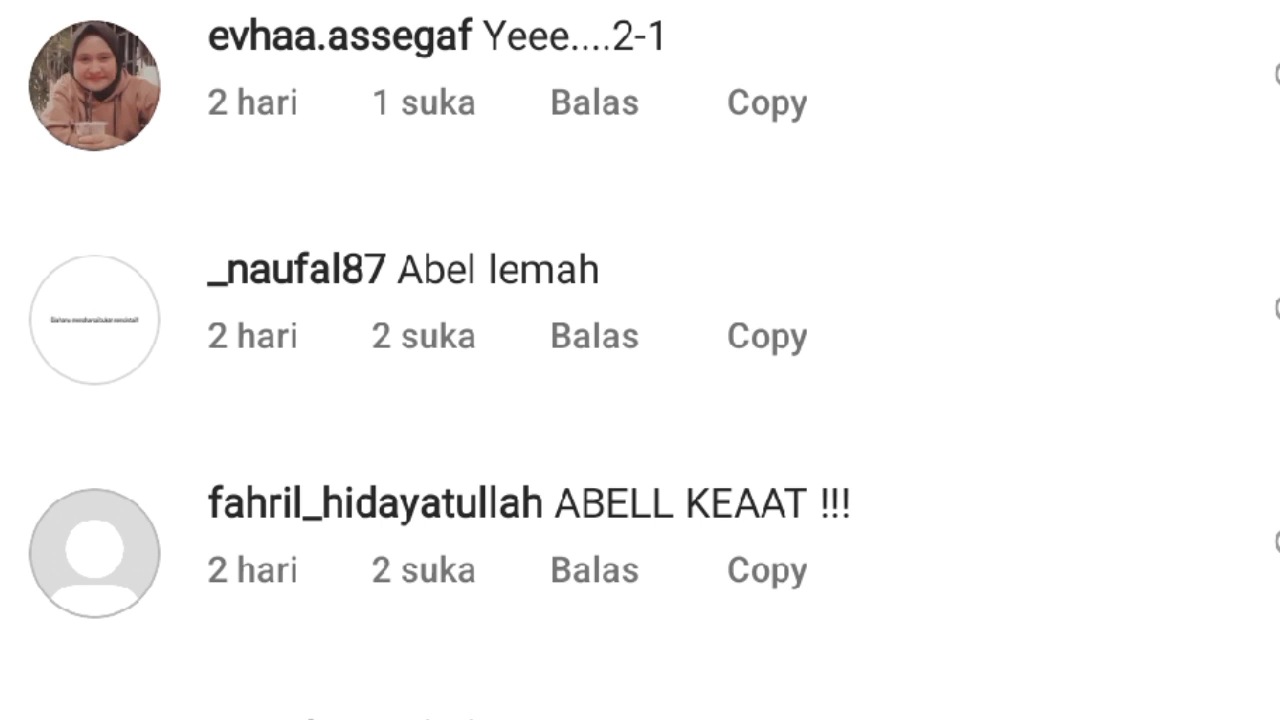 evhaa.assegaf Yeee....2-1
2 hari 1 suka Balas Copy
_naufal87 Abel lemah
2 hari 2 suka Balas Copy
fahril_hidayatullah ABELL KEAAT !!!
2 hari 2 suka Balas Copy